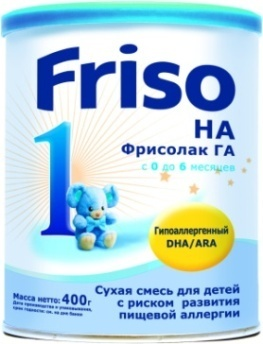 Friso
1
HA
Фрисолак ГА
с 0 до 6 месяцев
Гипоаллергенный
DHA/ARA
Сухая смесь для детей
с риском развития
пищевой аллергии
Масса нетто: 400г